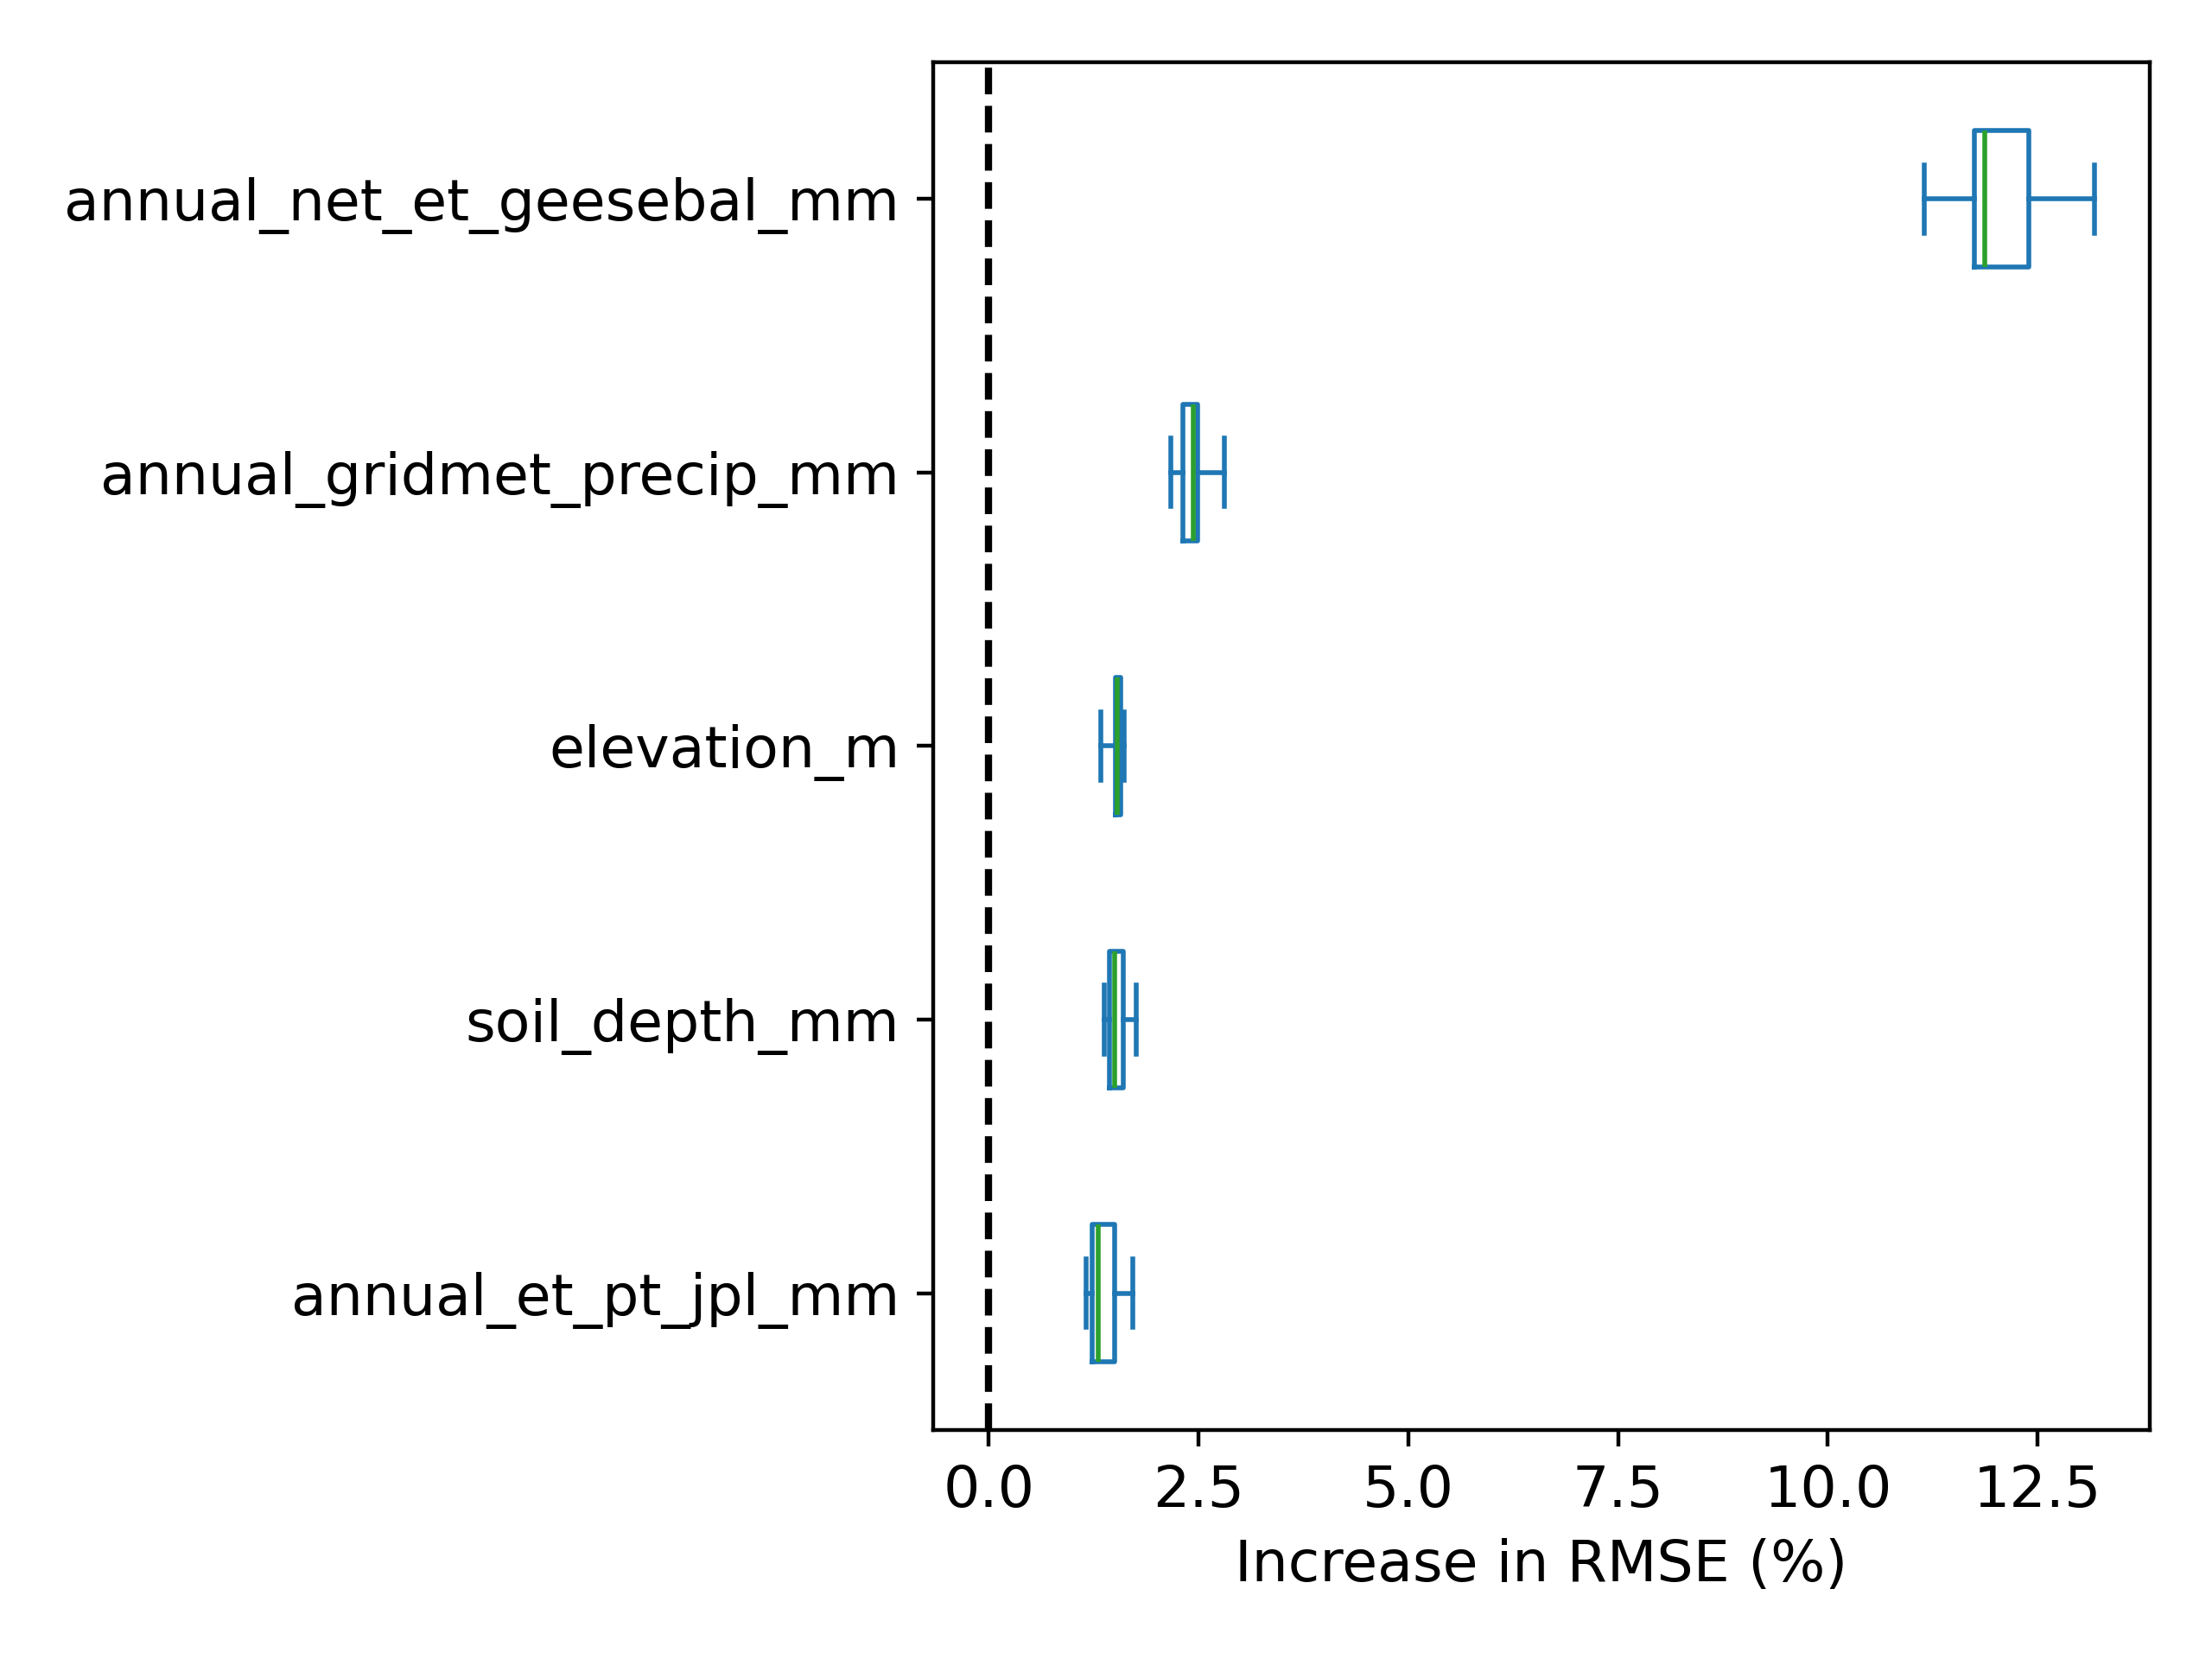 annual_net_et_geesebal_mm
annual_gridmet_precip_mm
elevation_m
soil_depth_mm
annual_et_pt_jpl_mm
0.0 2.5 5.0 7.5 10.0 12.5
Increase in RMSE (%)